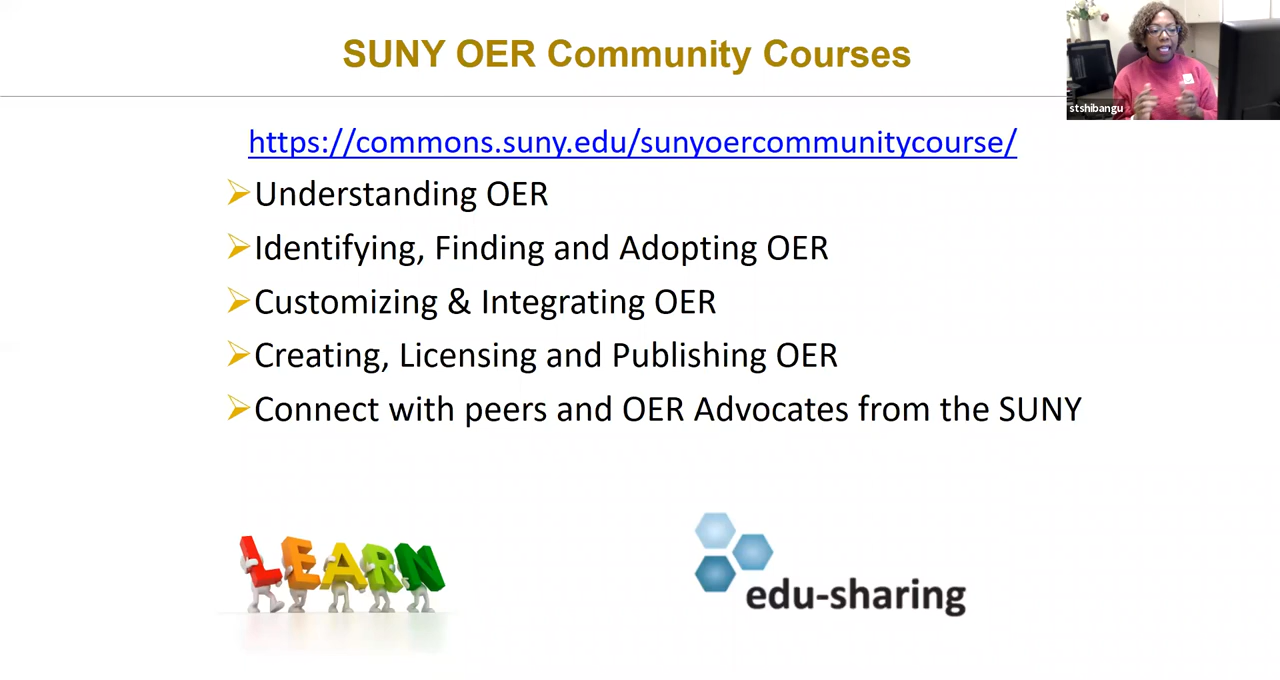 SUNY OER Community Courses
stshibangu
https://commons.suny.edu/sunyoercommunitycourse/
Understanding OER
Identifying, Finding and Adopting OER
Customizing & Integrating OER
Creating, Licensing and Publishing OER
Connect with peers and OER Advocates from the SUNY
LEARN
edu-sharing